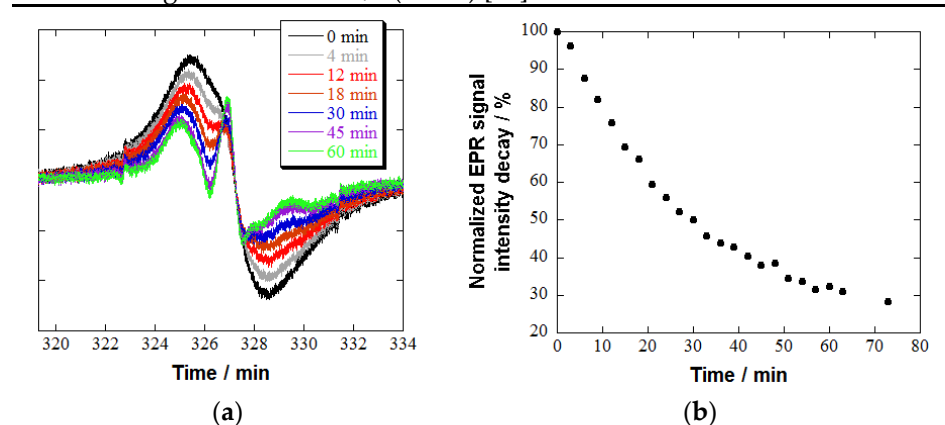 0 min
4 min
12 min
18 min
30 min
45 min
60 min
320 322 324 326 328 330 332 334
Time / min
(a)
Normalized EPR signal
intensity decay / %
100
90
80
70
60
50
40
30
20
0 10 20 30 40 50 60 70 80
Time / min
(b)